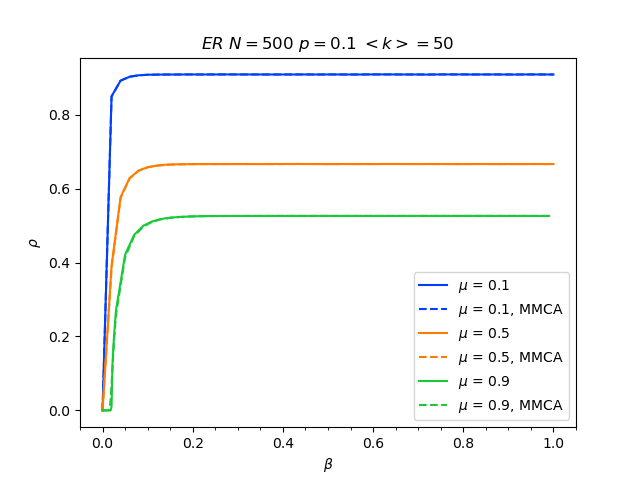 ER N = 500 p = 0.1 < k > = 50
0.8
0.6
0.4
0.2
0.0
ρ
0.0 0.2 0.4 0.6 0.8 1.0
β
μ = 0.1
μ = 0.1, MMCA
μ = 0.5
μ = 0.5, MMCA
μ = 0.9
μ = 0.9, MMCA